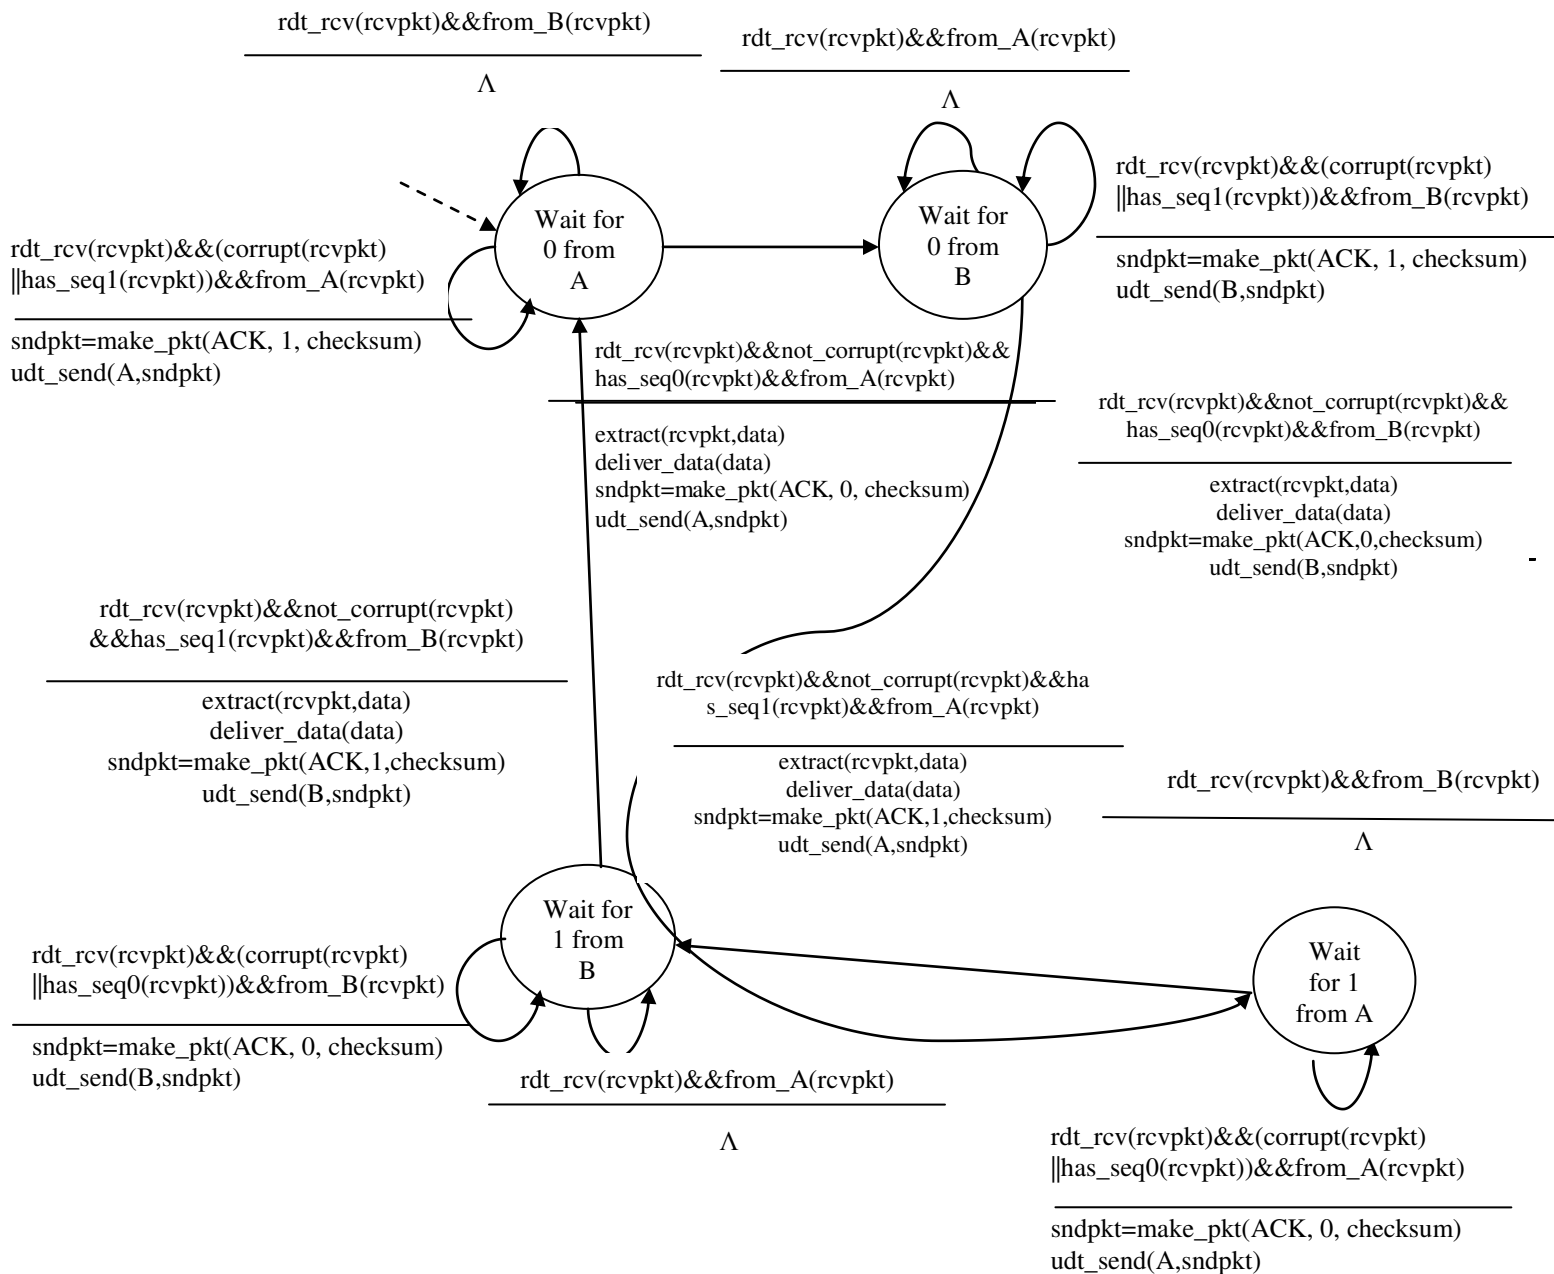 rdt_rcv(rcvpkt)&&from_B(rcvpkt)
Λ
rdt_rcv(rcvpkt)&&from_A(rcvpkt)
Λ
Wait for
0 from
A
Wait for
0 from
B
rdt_rcv(rcvpkt)&&(corrupt(rcvpkt)
||has_seq1(rcvpkt))&&from_B(rcvpkt)
sndpkt=make_pkt(ACK, 1, checksum)
udt_send(B,sndpkt)
rdt_rcv(rcvpkt)&&(corrupt(rcvpkt)
||has_seq1(rcvpkt))&&from_A(rcvpkt)
sndpkt=make_pkt(ACK, 1, checksum)
udt_send(A,sndpkt)
rdt_rcv(rcvpkt)&&not_corrupt(rcvpkt)&&
has_seq0(rcvpkt)&&from_A(rcvpkt)
extract(rcvpkt,data)
deliver_data(data)
sndpkt=make_pkt(ACK, 0, checksum)
udt_send(A,sndpkt)
rdt_rcv(rcvpkt)&&not_corrupt(rcvpkt)&&
has_seq0(rcvpkt)&&from_B(rcvpkt)
extract(rcvpkt,data)
deliver_data(data)
sndpkt=make_pkt(ACK,0,checksum)
udt_send(B,sndpkt)
-
rdt_rcv(rcvpkt)&&not_corrupt(rcvpkt)
&&has_seq1(rcvpkt)&&from_B(rcvpkt)
extract(rcvpkt,data)
deliver_data(data)
sndpkt=make_pkt(ACK,1,checksum)
udt_send(B,sndpkt)
rdt_rcv(rcvpkt)&&not_corrupt(rcvpkt)&&ha
s_seq1(rcvpkt)&&from_A(rcvpkt)
extract(rcvpkt,data)
deliver_data(data)
sndpkt=make_pkt(ACK,1,checksum)
udt_send(A,sndpkt)
rdt_rcv(rcvpkt)&&from_B(rcvpkt)
Λ
Wait for
1 from
B
Wait
for 1
from A
rdt_rcv(rcvpkt)&&(corrupt(rcvpkt)
||has_seq0(rcvpkt))&&from_B(rcvpkt)
sndpkt=make_pkt(ACK, 0, checksum)
udt_send(B,sndpkt)
rdt_rcv(rcvpkt)&&from_A(rcvpkt)
Λ
rdt_rcv(rcvpkt)&&(corrupt(rcvpkt)
||has_seq0(rcvpkt))&&from_A(rcvpkt)
sndpkt=make_pkt(ACK, 0, checksum)
udt_send(A,sndpkt)